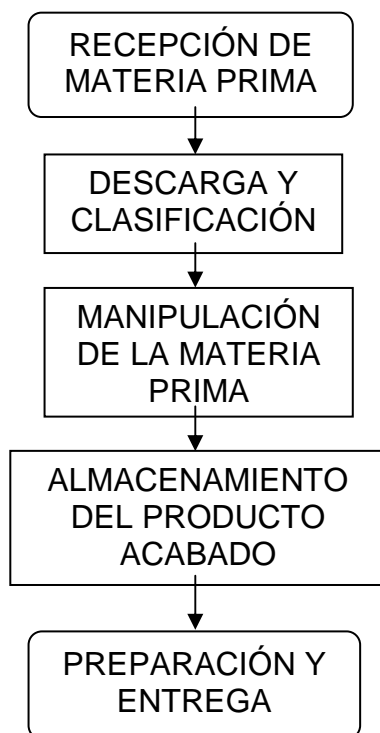 RECEPCIÓN DE
MATERIA PRIMA
DESCARGA Y
CLASIFICACIÓN
MANIPULACIÓN
DE LA MATERIA
PRIMA
ALMACENAMIENTO
DEL PRODUCTO
ACABADO
PREPARACIÓN Y
ENTREGA